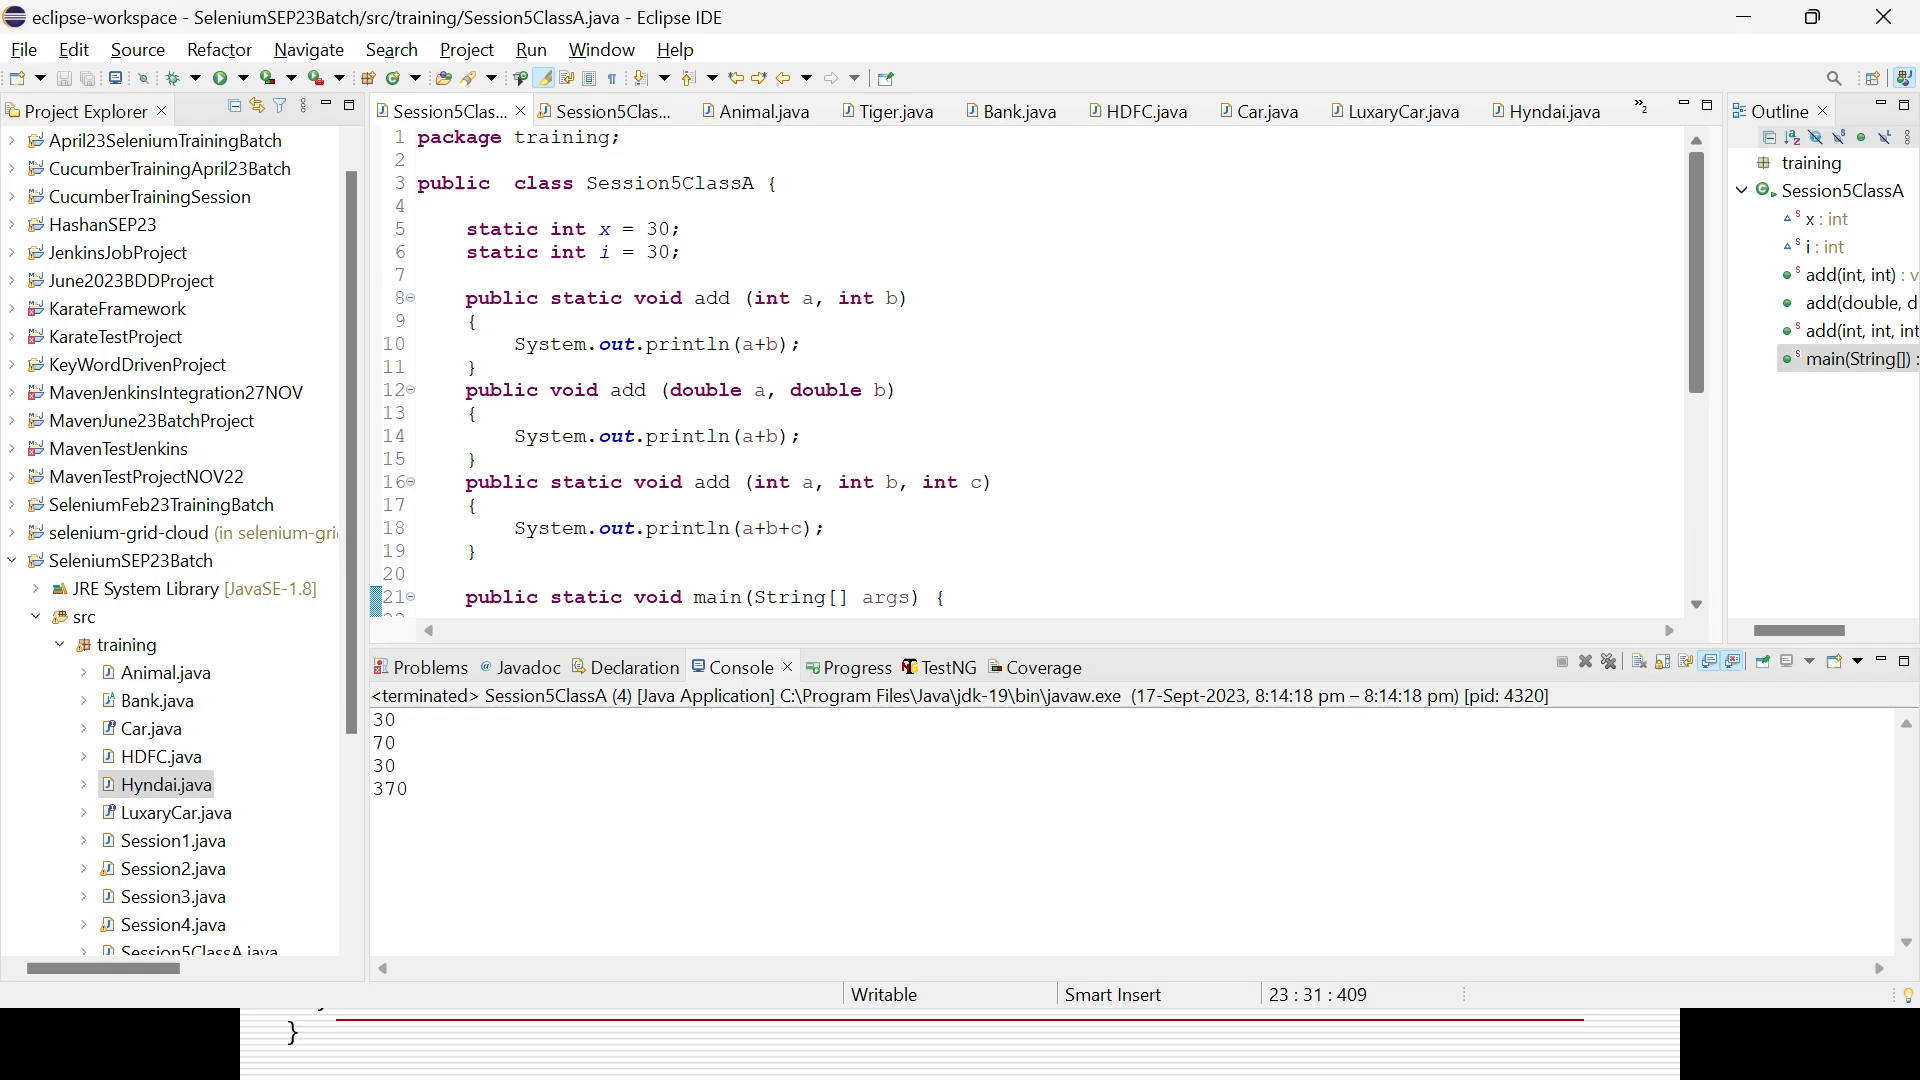 eclipse-workspace - SeleniumSEP23Batch/src/training/Session5ClassA.java - Eclipse IDE
File Edit Source Refactor Navigate Search Project Run Window Help
Project Explorer
April23SeleniumTrainingBatch
CucumberTrainingApril23Batch
CucumberTrainingSession
HashanSEP23
JenkinsJobProject
June2023BDDProject
KarateFramework
KarateTestProject
KeyWordDrivenProject
MavenJenkinsIntegration27NOV
MavenJune23BatchProject
MavenTestJenkins
MavenTestProjectNOV22
SeleniumFeb23TrainingBatch
selenium-grid-cloud (in selenium-gri
SeleniumSEP23Batch
JRE System Library [JavaSE-1.8]
src
training
Animal.java
Bank.java
Car.java
HDFC.java
Hyndai.java
LuxaryCar.java
Session1.java
Session2.java
Session3.java
Session4.java
Session5ClassA.java
Session5Clas... Session5Clas... Animal.java Tiger.java Bank.java HDFC.java Car.java LuxaryCar.java Hyndai.java »2
1 package training;
2
3 public  class Session5ClassA {
4
5 static int x = 30;
6 static int i = 30;
7
8 public static void add (int a, int b)
9 {
10 System.out.println(a+b);
11 }
12 public void add (double a, double b)
13 {
14 System.out.println(a+b);
15 }
16 public static void add (int a, int b, int c)
17 {
18 System.out.println(a+b+c);
19 }
20
21 public static void main(String[] args) {
Outline
training
Session5ClassA
x : int
i : int
add(int, int) : v
add(double, d
add(int, int, int
main(String[]) :
Problems Javadoc Declaration Console Progress TestNG Coverage
<terminated> Session5ClassA (4) [Java Application] C:\Program Files\Java\jdk-19\bin\javaw.exe (17-Sept-2023, 8:14:18 pm – 8:14:18 pm) [pid: 4320]
30
70
30
370
Writable Smart Insert 23 : 31 : 409
}